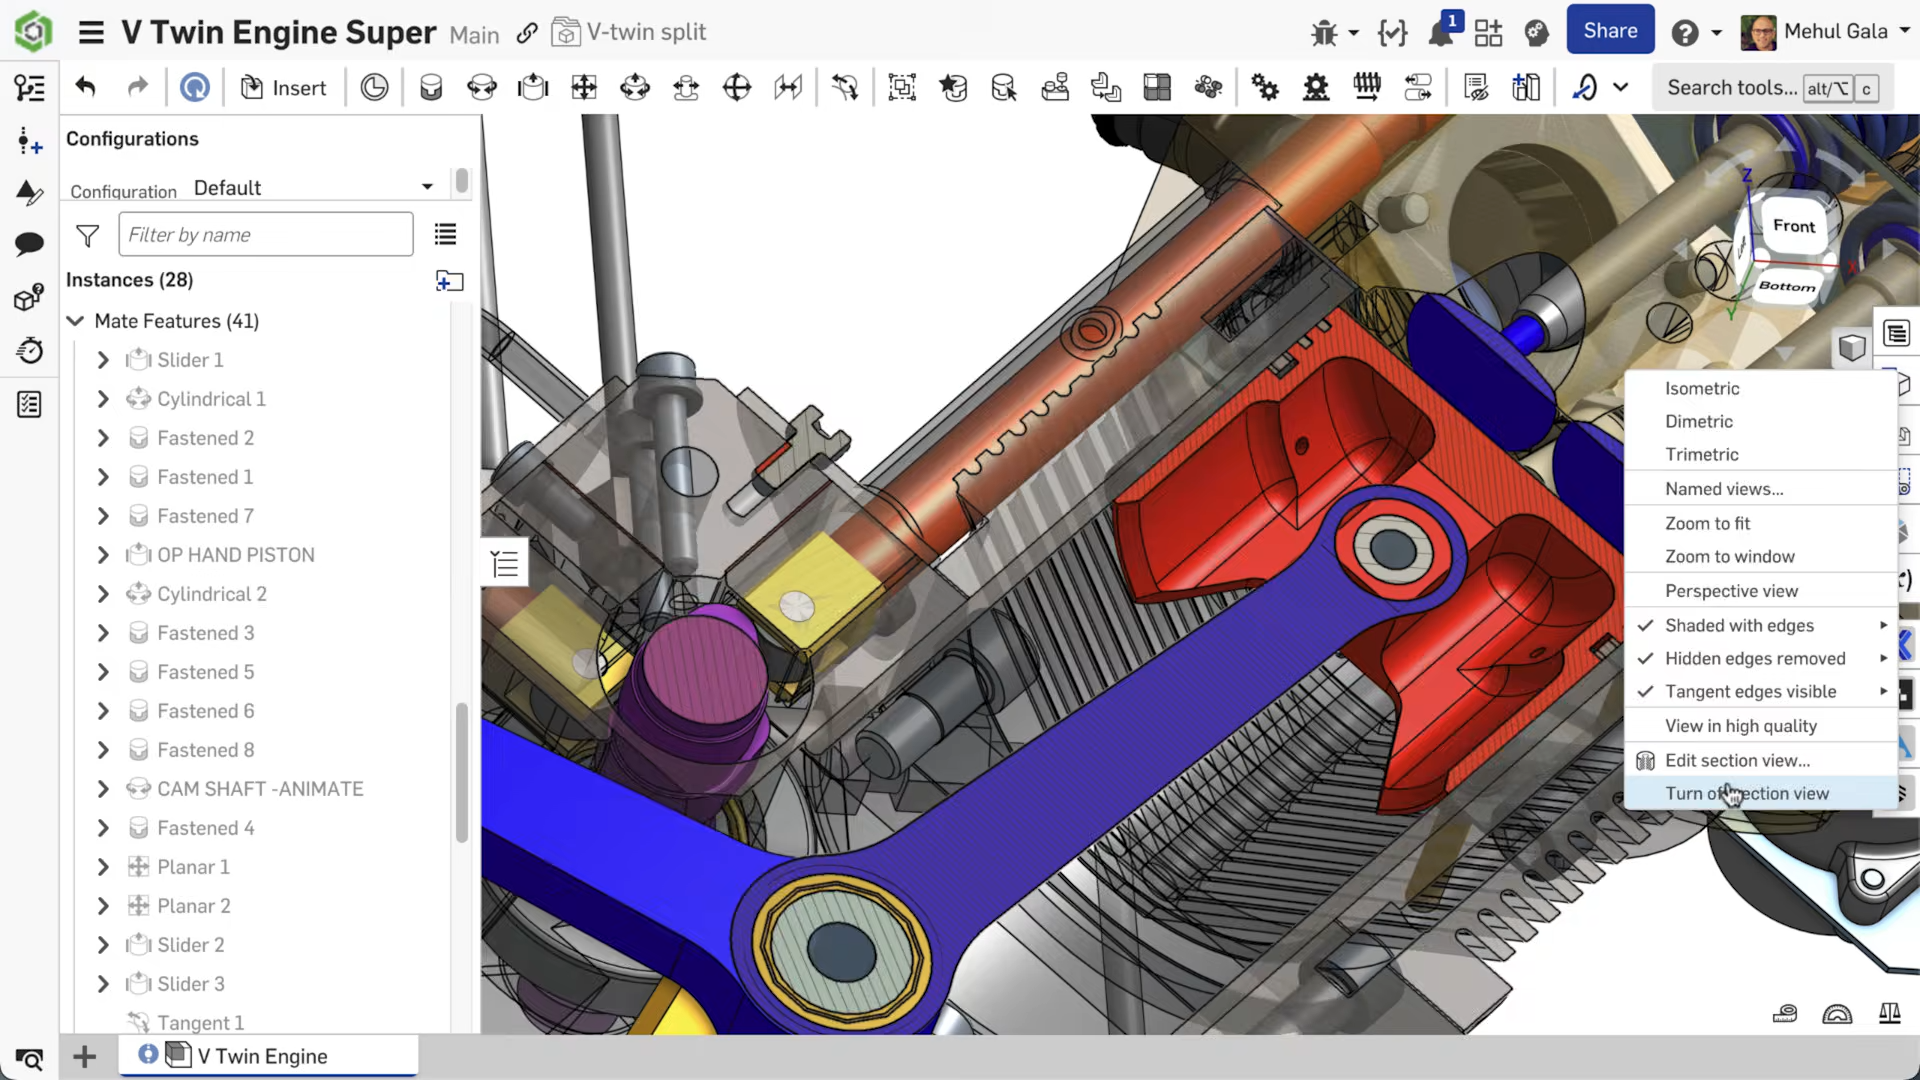 V Twin Engine Super Main V-twin split
1
Share
Mehul Gala
Insert
Search tools... alt/⌥ c
Configurations
Configuration Default
Filter by name
Instances (28)
Mate Features (41)
Slider 1
Cylindrical 1
Fastened 2
Fastened 1
Fastened 7
OP HAND PISTON
Cylindrical 2
Fastened 3
Fastened 5
Fastened 6
Fastened 8
CAM SHAFT -ANIMATE
Fastened 4
Planar 1
Planar 2
Slider 2
Slider 3
Tangent 1
Z
Front
X
Bottom
Y
Isometric
Dimetric
Trimetric
Named views...
Zoom to fit
Zoom to window
Perspective view
Shaded with edges
Hidden edges removed
Tangent edges visible
View in high quality
Edit section view...
Turn of section view
V Twin Engine